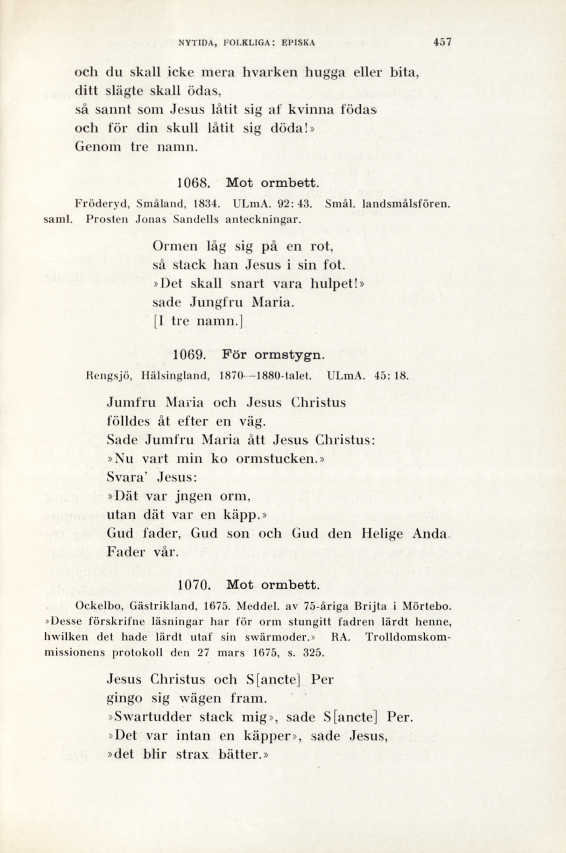 NYTIDA, FOLKLIGA: EPISKA 457
och du skall icke mera hvarken hugga eller bita,
ditt slägte skall ödas,
så sannt som Jesus låtit sig af kvinna födas
och för din skull låtit sig döda!»
Genom tre namn.
1068. Mot ormbett.
Fröderyd, Småland, 1834. ULmA. 92: 43. Smål. landsmålsfören.
saml. Prosten Jonas Sandells anteckningar.
Ormen låg sig på en rot,
så stack han Jesus i sin fot.
»Det skall snart vara hulpet!»
sade Jungfru Maria.
[I tre namn.]
1069. För ormstygn.
Rengsjö, Hälsingland, 1870—1880-talet. ULmA. 45: 18.
Jumfru Maria och Jesus Christus
fölldes åt efter en väg.
Sade Jumfru Maria ått Jesus Christus:
»Nu vart min ko ormstucken.»
Svara' Jesus:
»Dät var jngen orm,
utan dät var en käpp.»
Gud fader, Gud son och Gud den Helige Anda.
Fader vår.
1070. Mot ormbett.
Ockelbo, Gästrikland, 1675. Meddel. av 75-åriga Brijta i Mörtebo.
»Desse förskrifne läsningar har för orm stungitt fadren lärdt henne,
hwilken det hade lärdt utaf sin swärmoder.» RA. Trolldomskom-
missionens protokoll den 27 mars 1675, s. 325.
Jesus Christus och S[ancte] Per
gingo sig wägen fram.
»Swartudder stack mig», sade S[ancte] Per.
»Det var intan en käpper», sade Jesus,
»det blir strax bätter.»